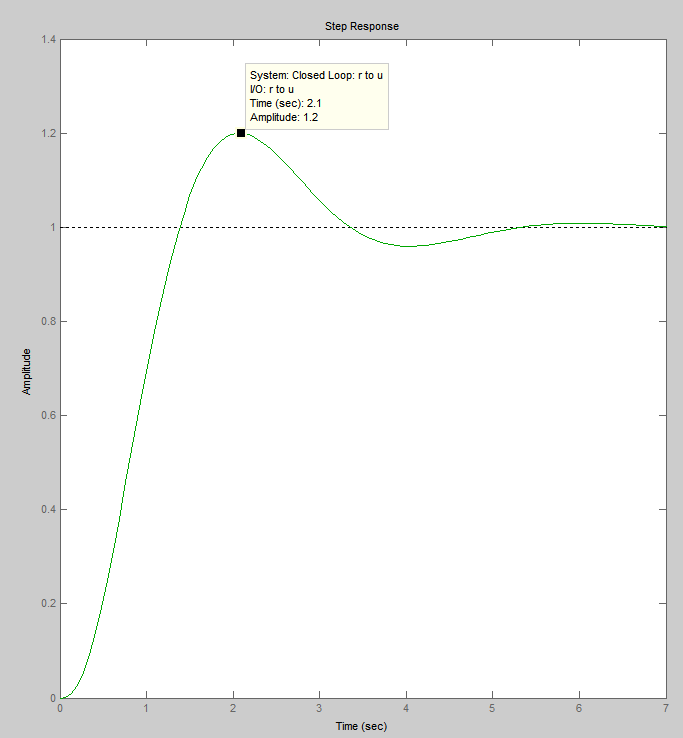 Step Response
System: Closed Loop: r to u
I/O: r to u
Time (sec): 2.1
Amplitude: 1.2
1.4
1.2
1
0.8
0.6
0.4
0.2
0
Amplitude
0 1 2 3 4 5 6 7
Time (sec)